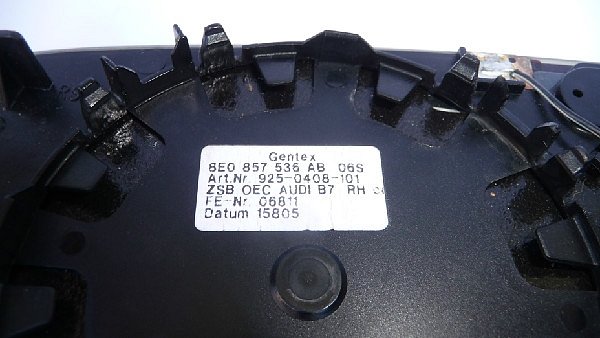 Gentex
8E0 857 536 AB 06S
Art.Nr. 925-0408-101
ZSB OEC AUDI B7 RH
FE-Nr. 06811
Datum 15805